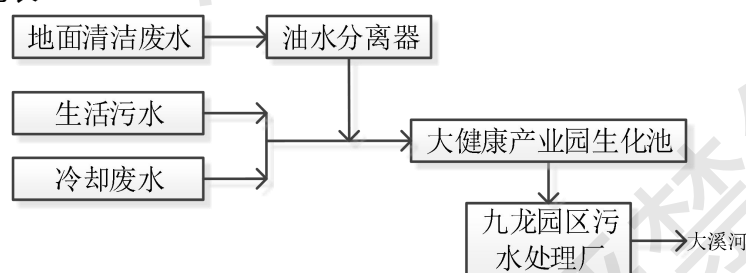 地面清洁废水
油水分离器
生活污水
大健康产业园生化池
冷却废水
九龙园区污
水处理厂
大溪河